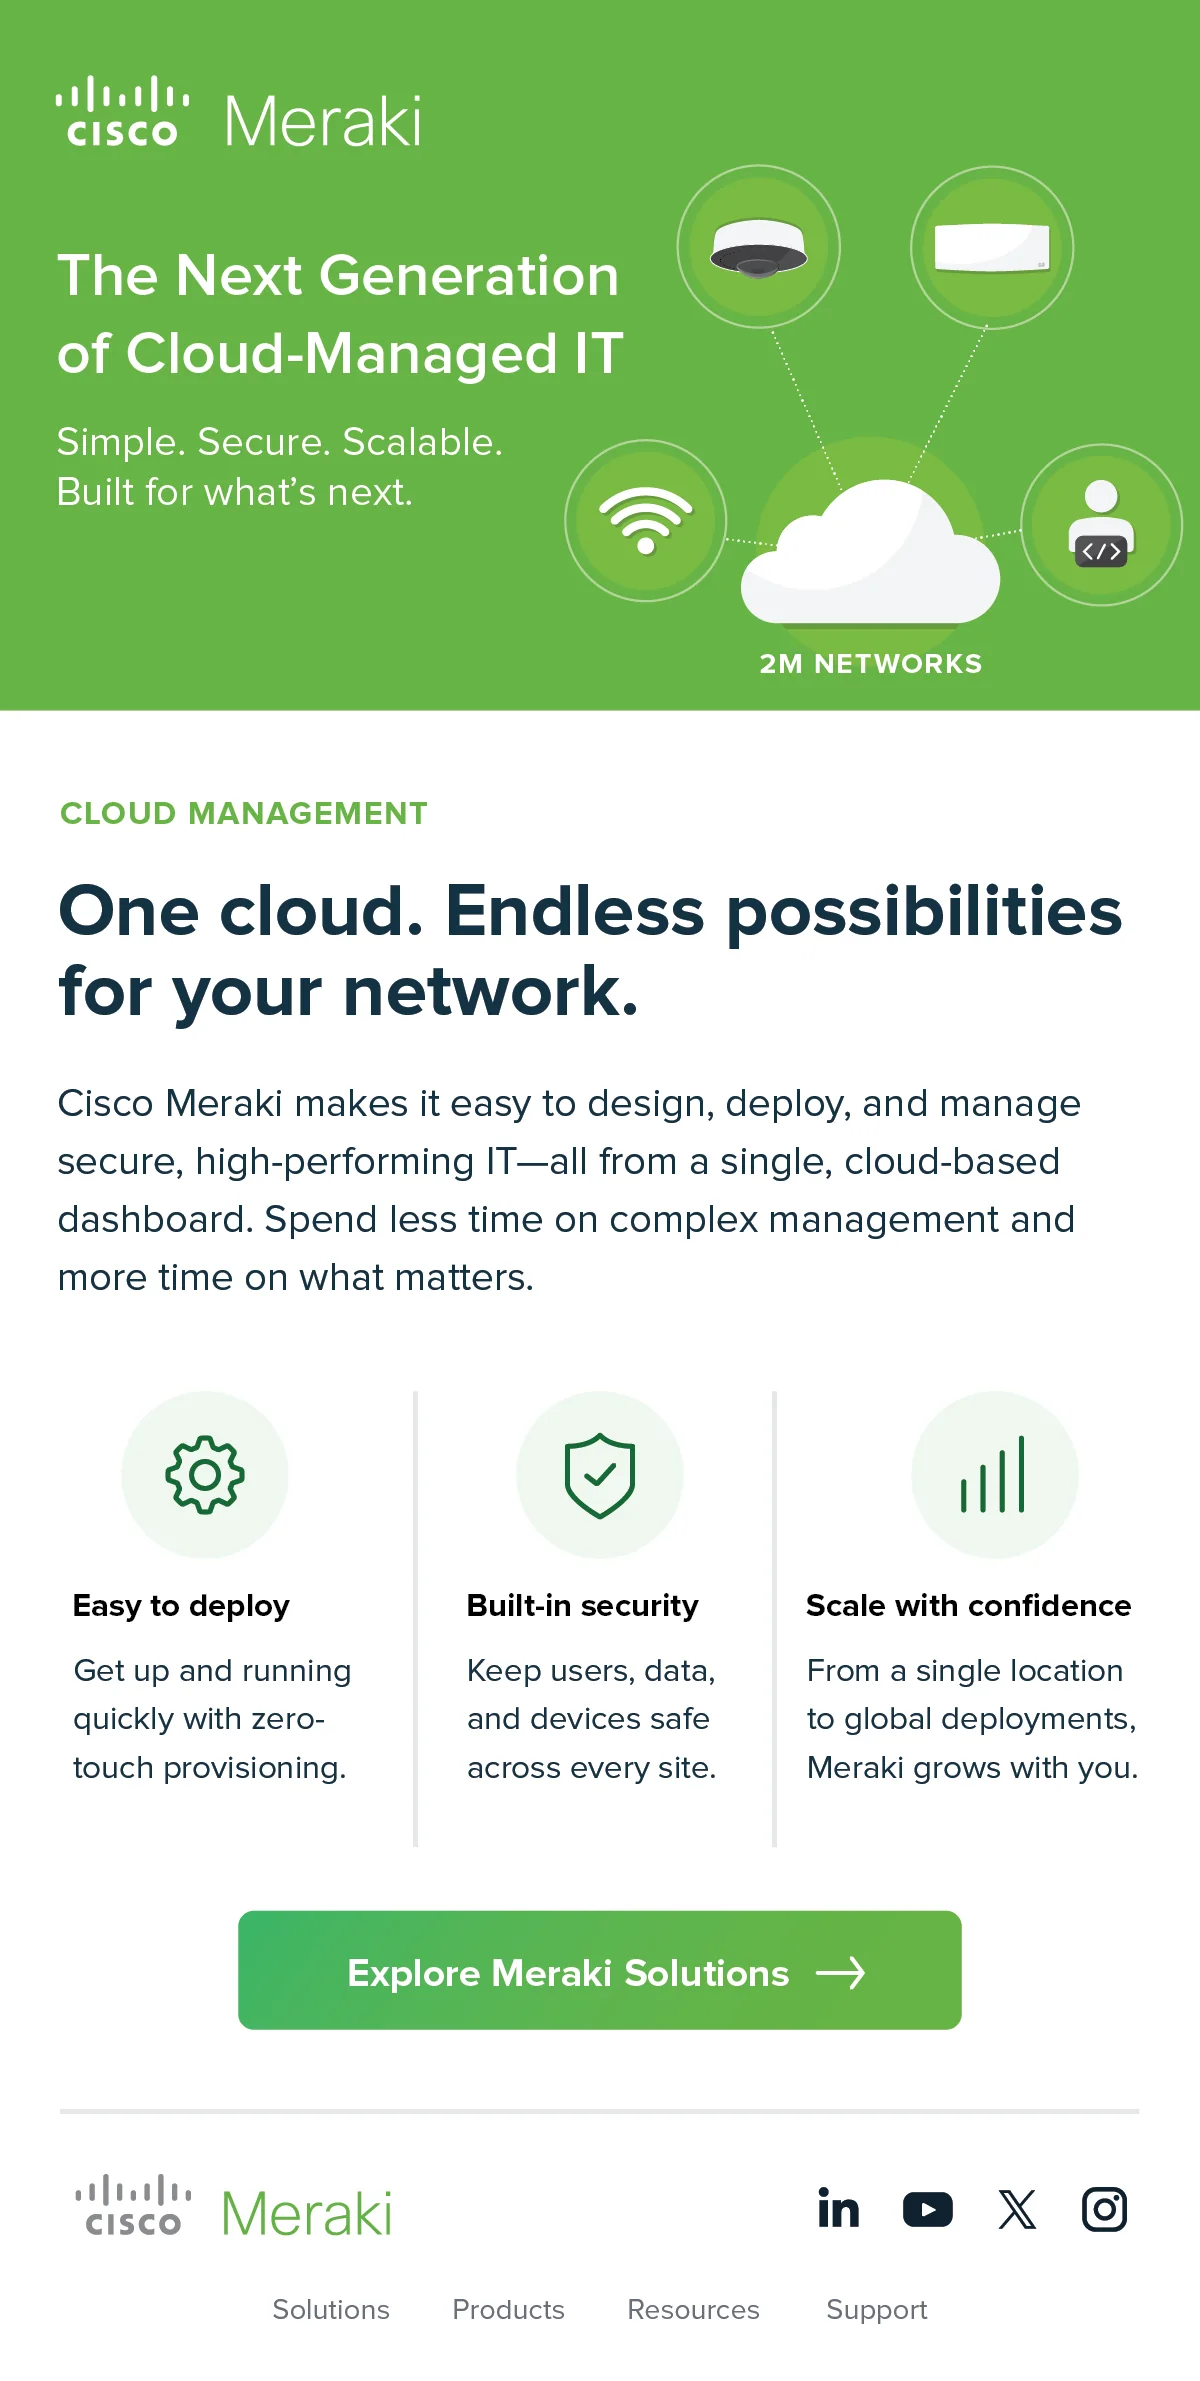 cisco Meraki
The Next Generation
of Cloud-Managed IT
Simple. Secure. Scalable.
Built for what's next.
</>
2M NETWORKS
CLOUD MANAGEMENT
One cloud. Endless possibilities
for your network.
Cisco Meraki makes it easy to design, deploy, and manage
secure, high-performing IT—all from a single, cloud-based
dashboard. Spend less time on complex management and
more time on what matters.
Easy to deploy
Get up and running
quickly with zero-
touch provisioning.
Built-in security
Keep users, data,
and devices safe
across every site.
Scale with confidence
From a single location
to global deployments,
Meraki grows with you.
Explore Meraki Solutions →
cisco Meraki
in
Solutions Products Resources Support